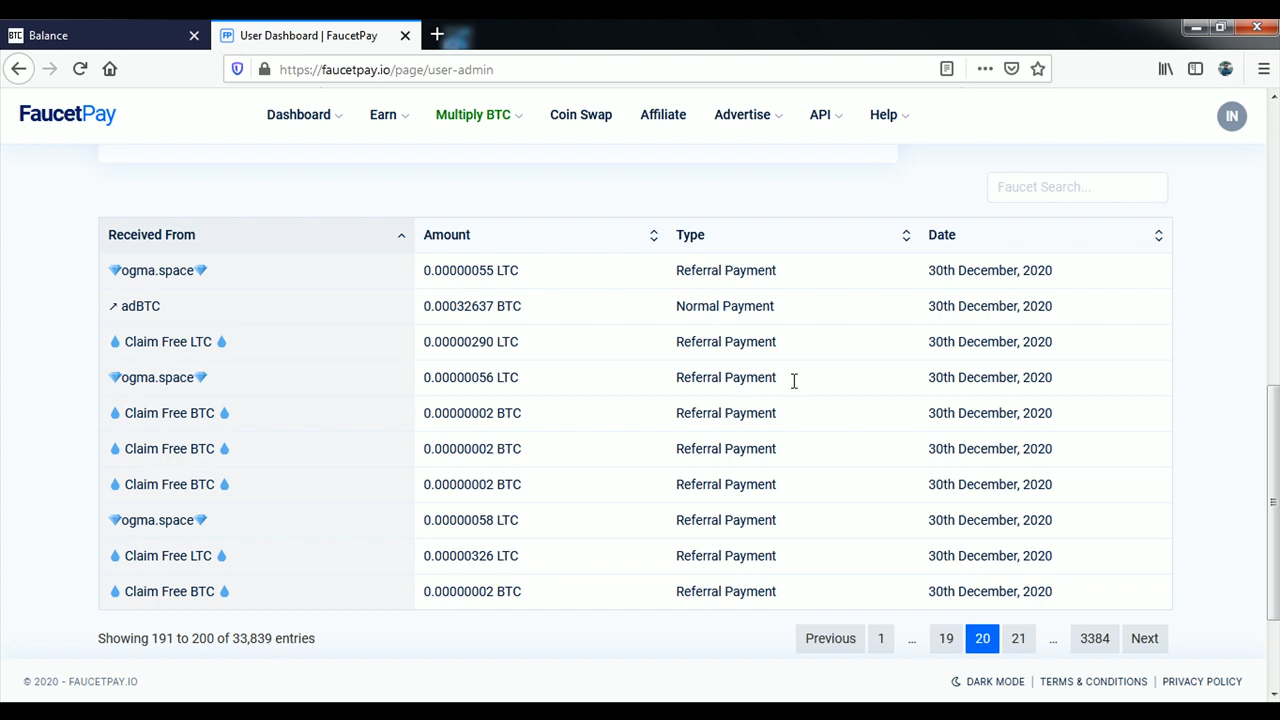 BTC Balance
FP User Dashboard | FaucetPay
https://faucetpay.io/page/user-admin
FaucetPay Dashboard Earn Multiply BTC Coin Swap Affiliate Advertise API Help IN
Faucet Search...
Received From Amount Type Date
💎ogma.space💎 0.00000055 LTC Referral Payment 30th December, 2020
↗ adBTC 0.00032637 BTC Normal Payment 30th December, 2020
💧 Claim Free LTC 💧 0.00000290 LTC Referral Payment 30th December, 2020
💎ogma.space💎 0.00000056 LTC Referral Payment 30th December, 2020
💧 Claim Free BTC 💧 0.00000002 BTC Referral Payment 30th December, 2020
💧 Claim Free BTC 💧 0.00000002 BTC Referral Payment 30th December, 2020
💧 Claim Free BTC 💧 0.00000002 BTC Referral Payment 30th December, 2020
💎ogma.space💎 0.00000058 LTC Referral Payment 30th December, 2020
💧 Claim Free LTC 💧 0.00000326 LTC Referral Payment 30th December, 2020
💧 Claim Free BTC 💧 0.00000002 BTC Referral Payment 30th December, 2020
Showing 191 to 200 of 33,839 entries Previous 1 ... 19 20 21 ... 3384 Next
© 2020 - FAUCETPAY.IO DARK MODE | TERMS & CONDITIONS | PRIVACY POLICY